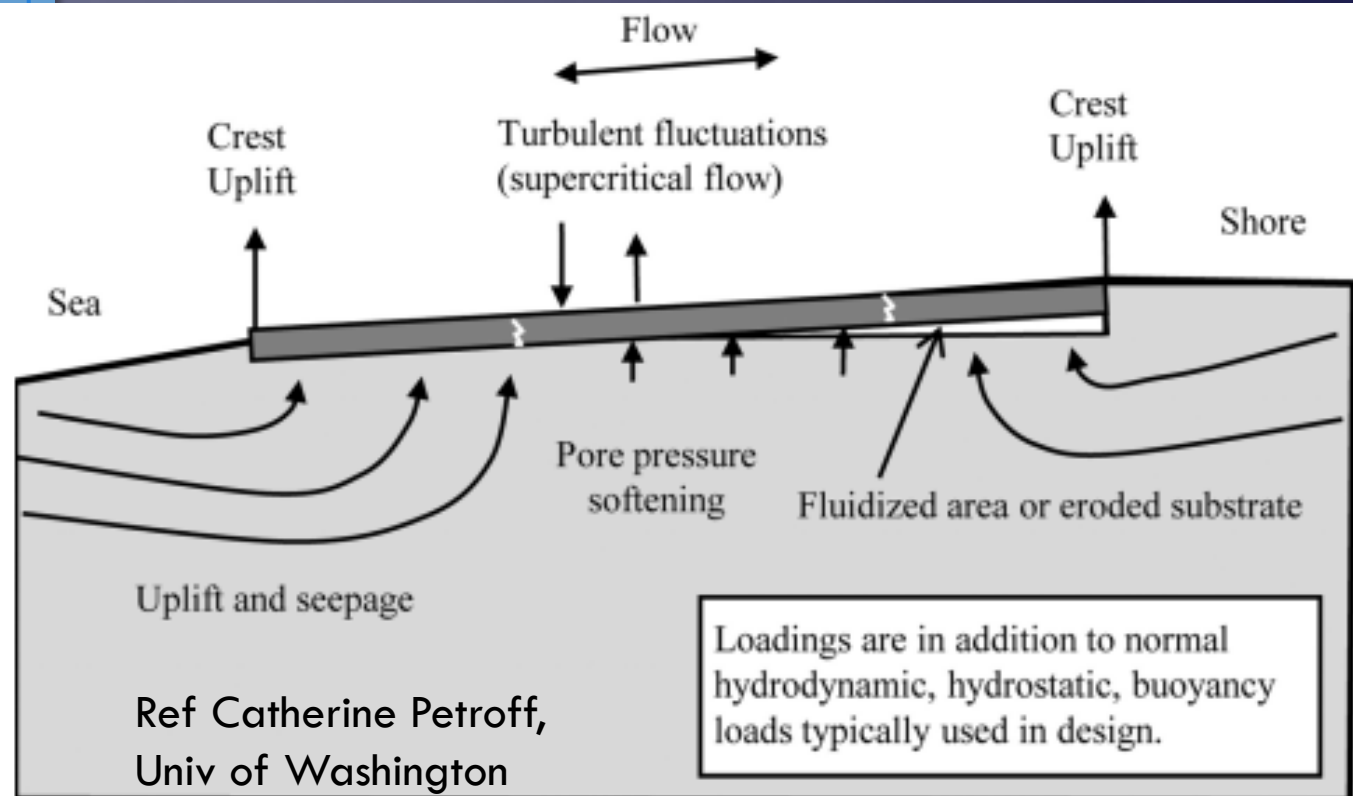 Flow
Crest
Uplift
Turbulent fluctuations
(supercritical flow)
Crest
Uplift
Shore
Sea
Pore pressure
softening
Fluidized area or eroded substrate
Uplift and seepage
Loadings are in addition to normal
hydrodynamic, hydrostatic, buoyancy
loads typically used in design.
Ref Catherine Petroff,
Univ of Washington